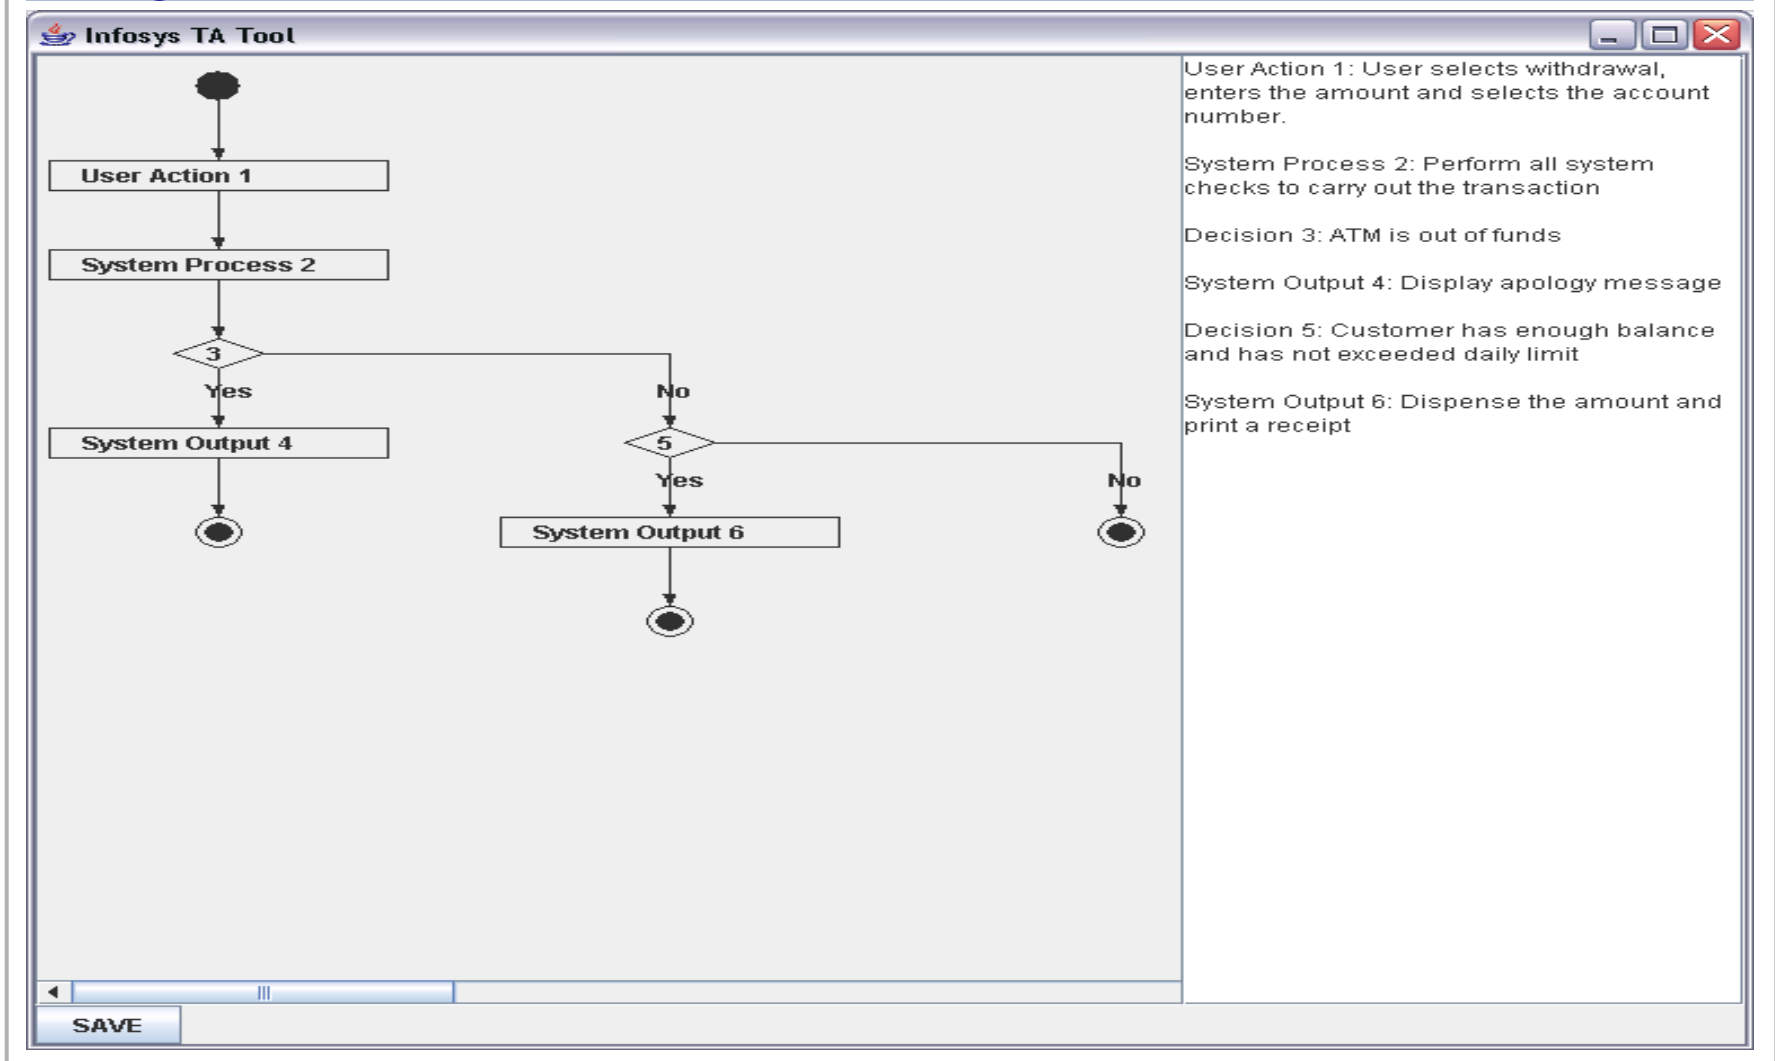 Infosys TA Tool
User Action 1
System Process 2
3
Yes
No
System Output 4
5
Yes
No
System Output 6
User Action 1: User selects withdrawal,
enters the amount and selects the account
number.
System Process 2: Perform all system
checks to carry out the transaction
Decision 3: ATM is out of funds
System Output 4: Display apology message
Decision 5: Customer has enough balance
and has not exceeded daily limit
System Output 6: Dispense the amount and
print a receipt
SAVE